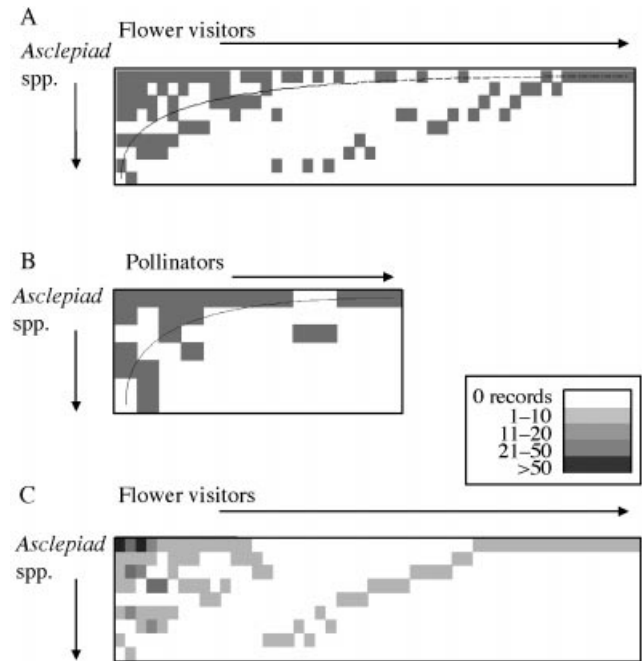 A
Flower visitors
Asclepiad
spp.
B
Pollinators
Asclepiad
spp.
0 records
1–10
11–20
21–50
>50
C
Flower visitors
Asclepiad
spp.